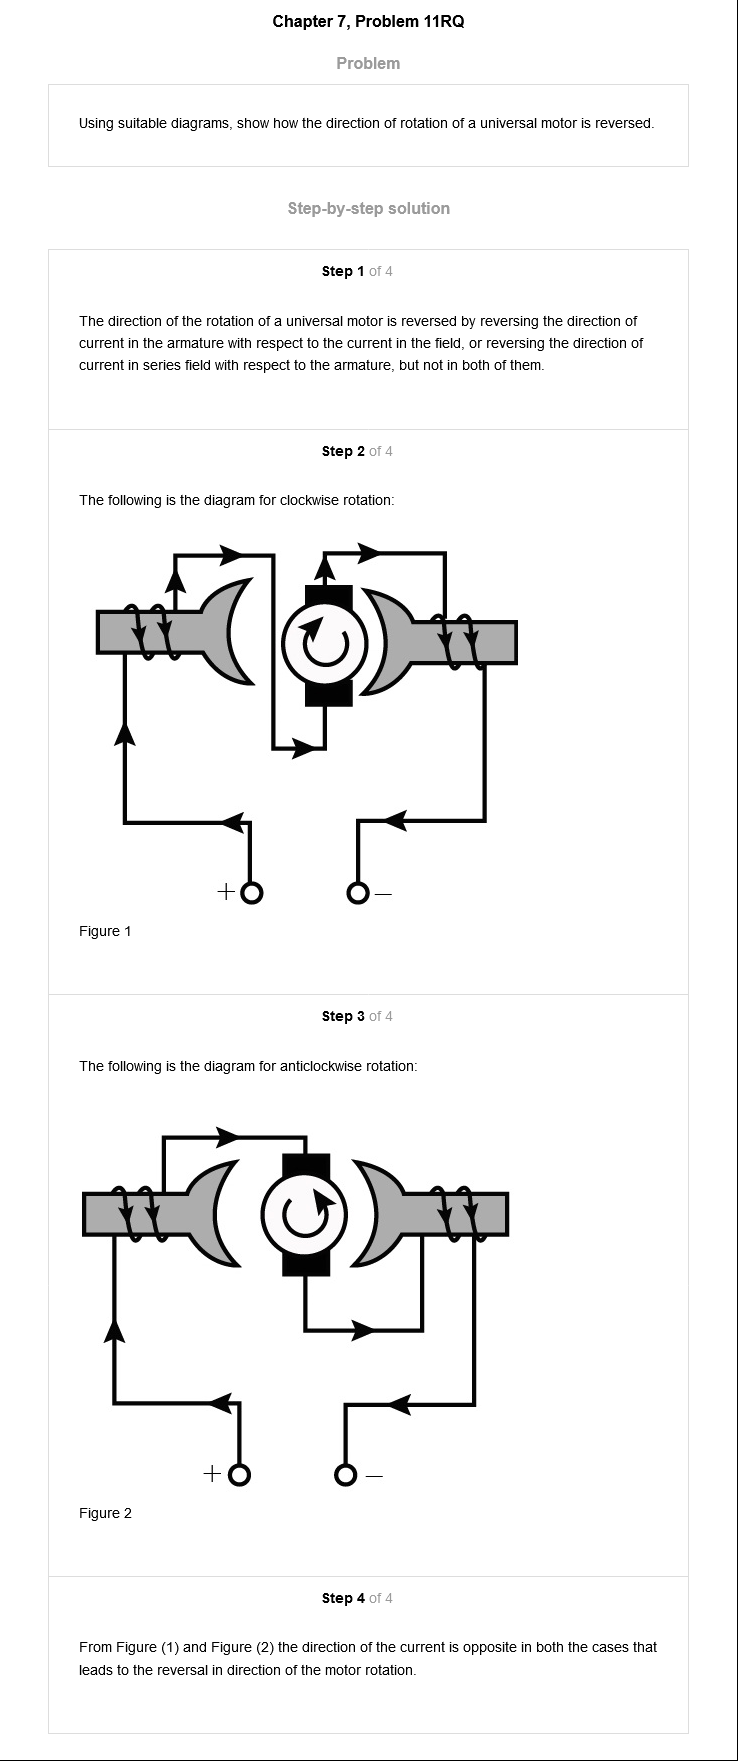 Chapter 7, Problem 11RQ
Problem
Using suitable diagrams, show how the direction of rotation of a universal motor is reversed.
Step-by-step solution
Step 1 of 4
The direction of the rotation of a universal motor is reversed by reversing the direction of
current in the armature with respect to the current in the field, or reversing the direction of
current in series field with respect to the armature, but not in both of them.
Step 2 of 4
The following is the diagram for clockwise rotation:
+ −
Figure 1
Step 3 of 4
The following is the diagram for anticlockwise rotation:
+ −
Figure 2
Step 4 of 4
From Figure (1) and Figure (2) the direction of the current is opposite in both the cases that
leads to the reversal in direction of the motor rotation.